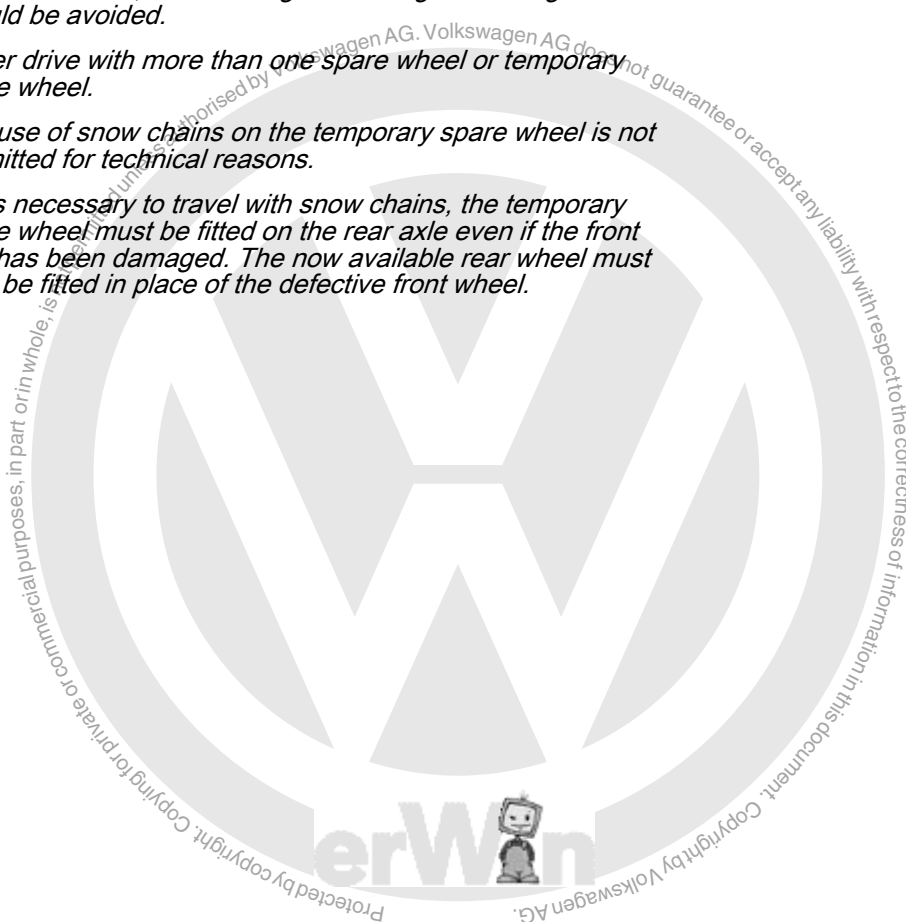 ld be avoided.
er drive with more than one spare wheel or temporary
e wheel.
use of snow chains on the temporary spare wheel is not
mitted for technical reasons.
s necessary to travel with snow chains, the temporary
e wheel must be fitted on the rear axle even if the front
has been damaged. The now available rear wheel must
be fitted in place of the defective front wheel.
Protected by copyright. Copying for private or commercial purposes, in part or in whole, is not permitted unless authorised by Volkswagen AG. Volkswagen AG does not guarantee or accept any liability with respect to the correctness of information in this document. Copyright by Volkswagen AG.
erWin